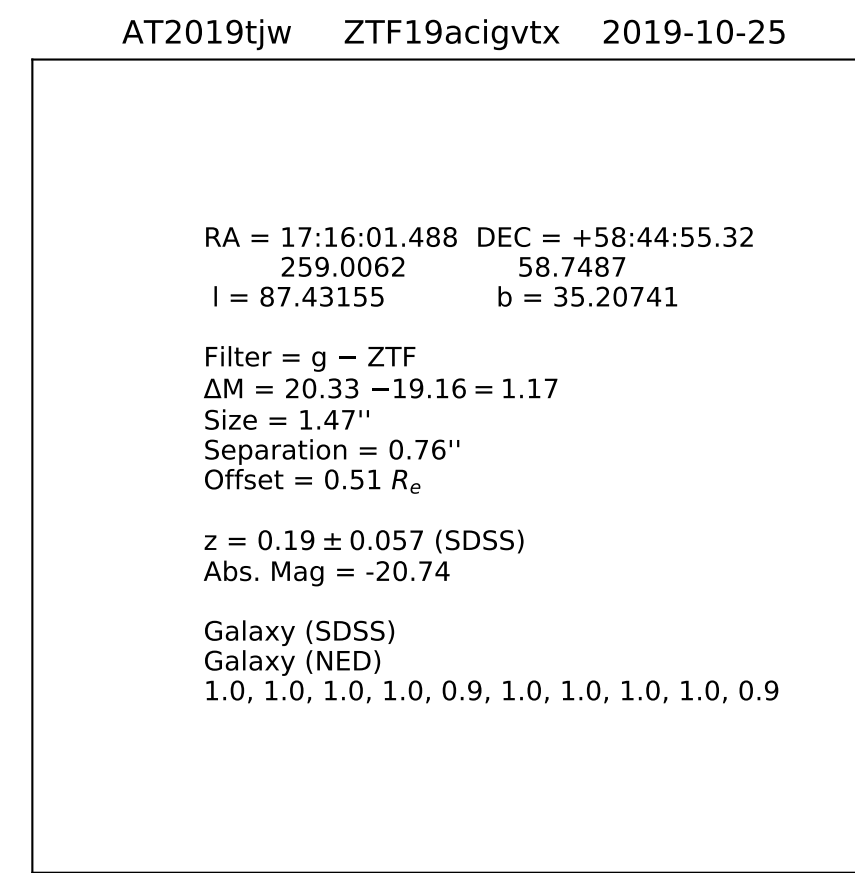 AT2019tjw ZTF19acigvtx 2019-10-25
RA = 17:16:01.488 DEC = +58:44:55.32
259.0062 58.7487
l = 87.43155 b = 35.20741
Filter = g − ZTF
ΔM = 20.33 −19.16 = 1.17
Size = 1.47''
Separation = 0.76''
Offset = 0.51 Rₑ
z = 0.19 ± 0.057 (SDSS)
Abs. Mag = -20.74
Galaxy (SDSS)
Galaxy (NED)
1.0, 1.0, 1.0, 1.0, 0.9, 1.0, 1.0, 1.0, 1.0, 0.9